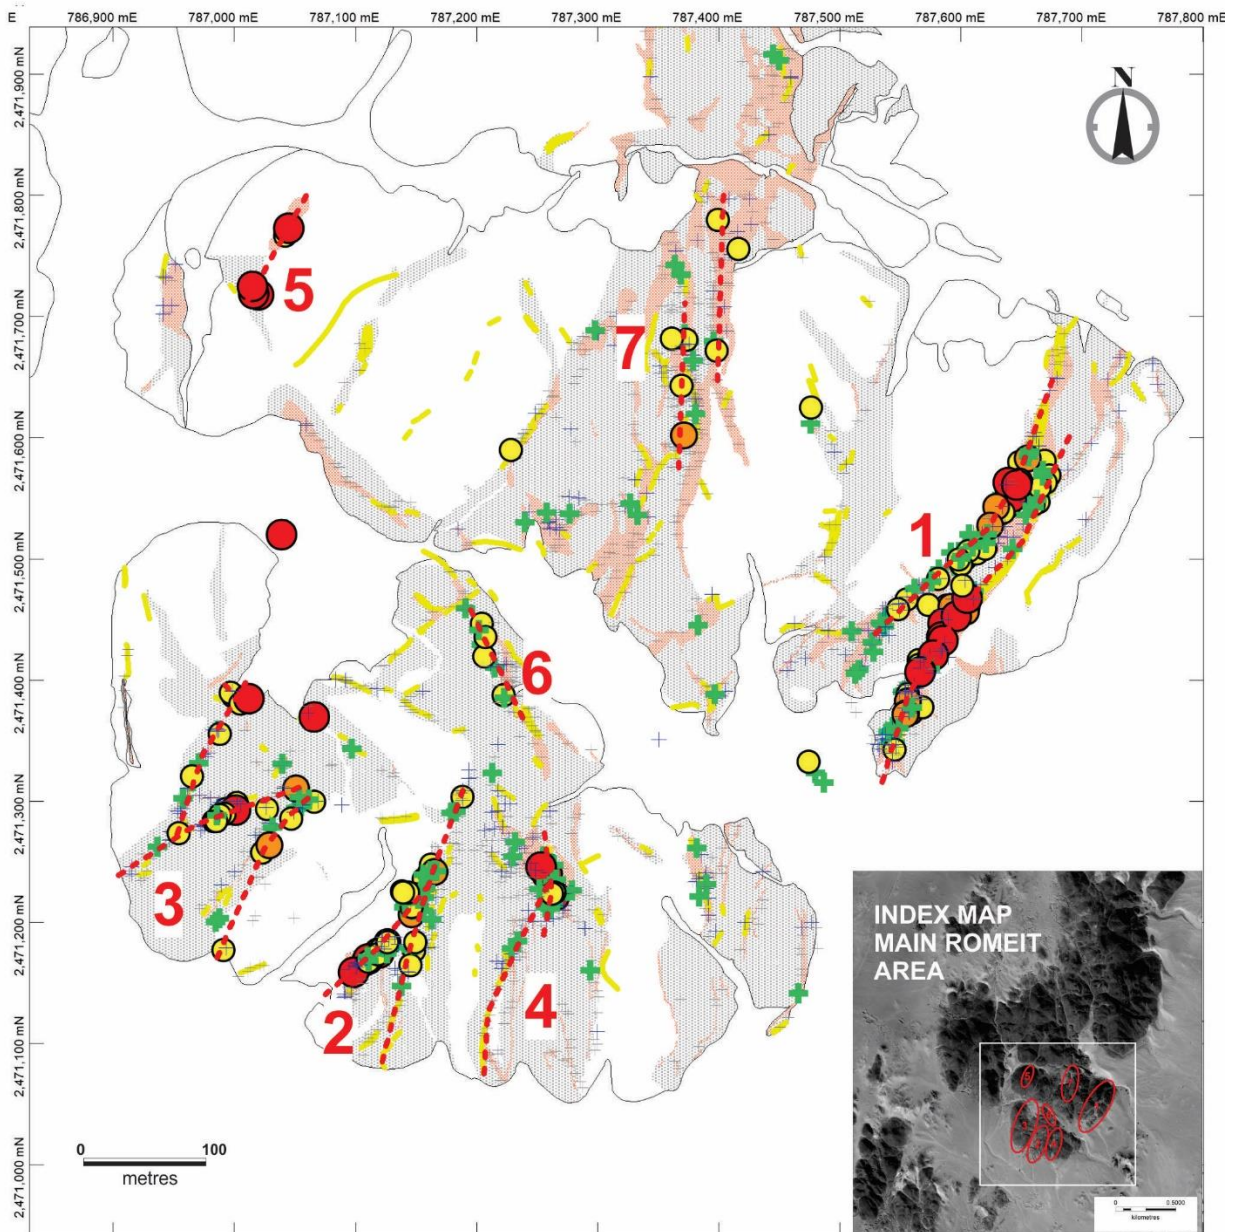 E 786,900 mE 787,000 mE 787,100 mE 787,200 mE 787,300 mE 787,400 mE 787,500 mE 787,600 mE 787,700 mE 787,800 mE
2,471,900 mN
2,471,800 mN
2,471,700 mN
2,471,600 mN
2,471,500 mN
2,471,400 mN
2,471,300 mN
2,471,200 mN
2,471,100 mN
2,471,000 mN
N
5
7
1
6
3
2
4
0 100
metres
INDEX MAP
MAIN ROMEIT
AREA
0 0.5000
kilometres